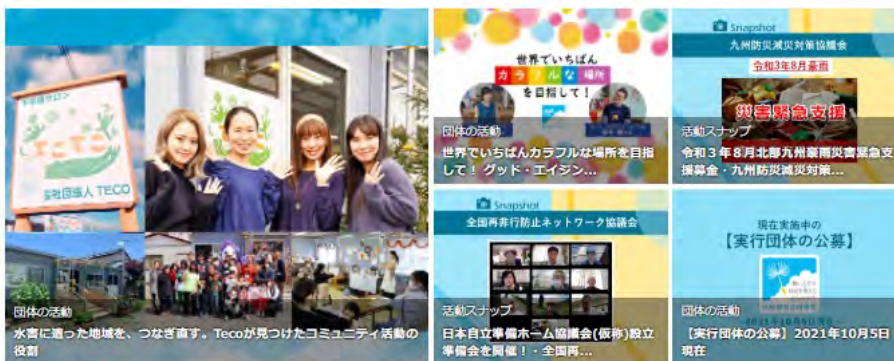 てこてこ
一般社団法人 TECO
団体の活動
水害に遭った地域を、つなぎ直す。Tecoが見つけたコミュニティ活動の
役割
世界でいちばん
カラフルな場所
を目指して！
団体の活動
世界でいちばんカラフルな場所を目指
して！ グッド・エイジン...
Snapshot
九州防災減災対策協議会
令和3年8月豪雨
災害緊急支援
活動スナップ
令和３年８月北部九州豪雨災害緊急支
援募金・九州防災減災対策...
Snapshot
全国再非行防止ネットワーク協議会
活動スナップ
日本自立準備ホーム協議会(仮称)設立
準備会を開催！・全国再...
現在実施中の
【実行団体の公募】
団体の活動
【実行団体の公募】2021年10月5日
現在